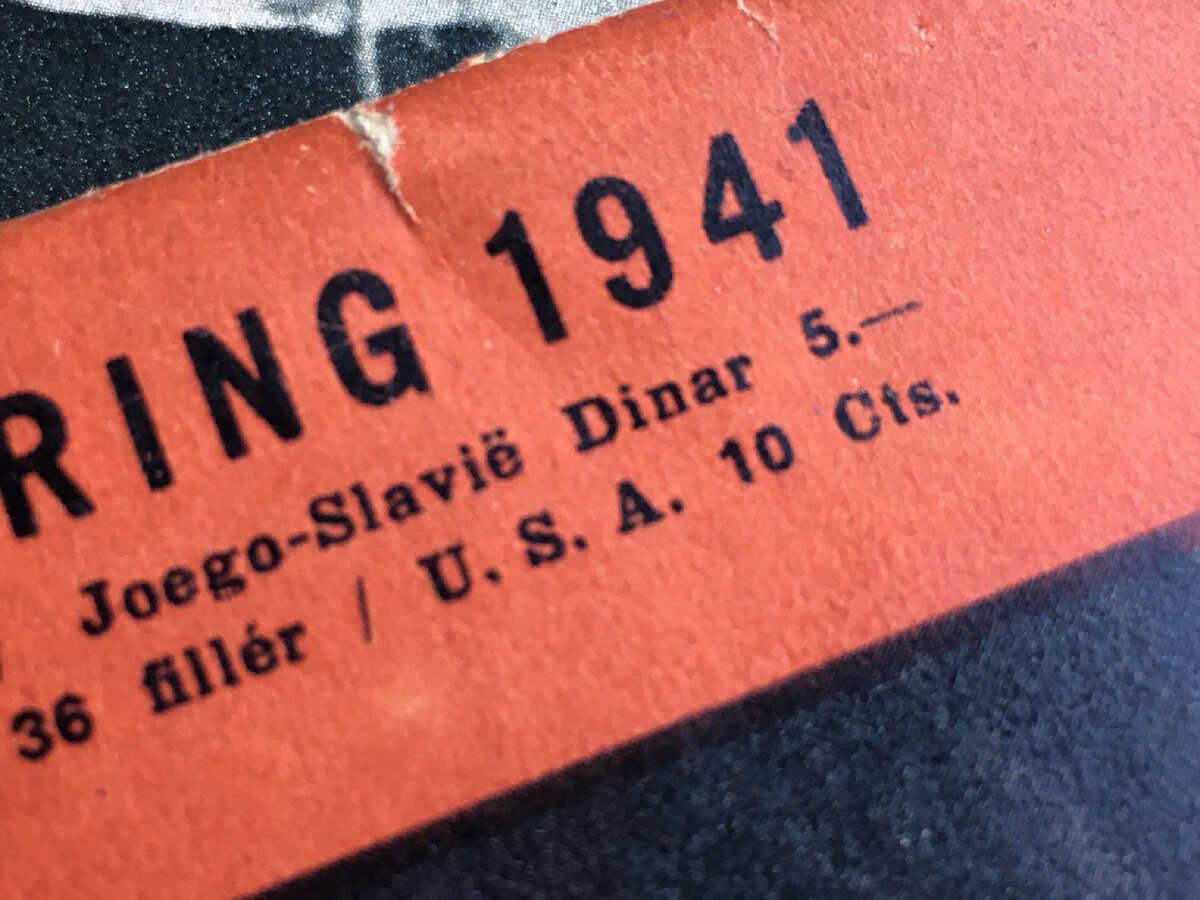 RING 1941
Joego-Slavië Dinar 5.—
36 fillér / U. S. A. 10 Cts.